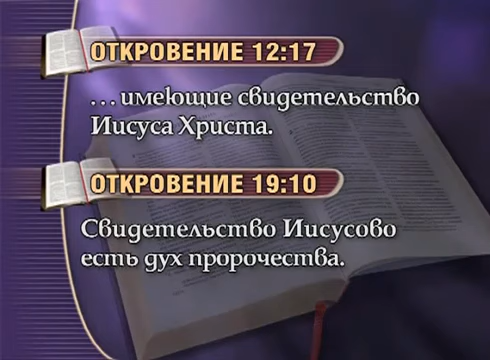 ОТКРОВЕНИЕ 12:17
...имеющие свидетельство
Иисуса Христа.
ОТКРОВЕНИЕ 19:10
Свидетельство Иисусово
есть дух пророчества.